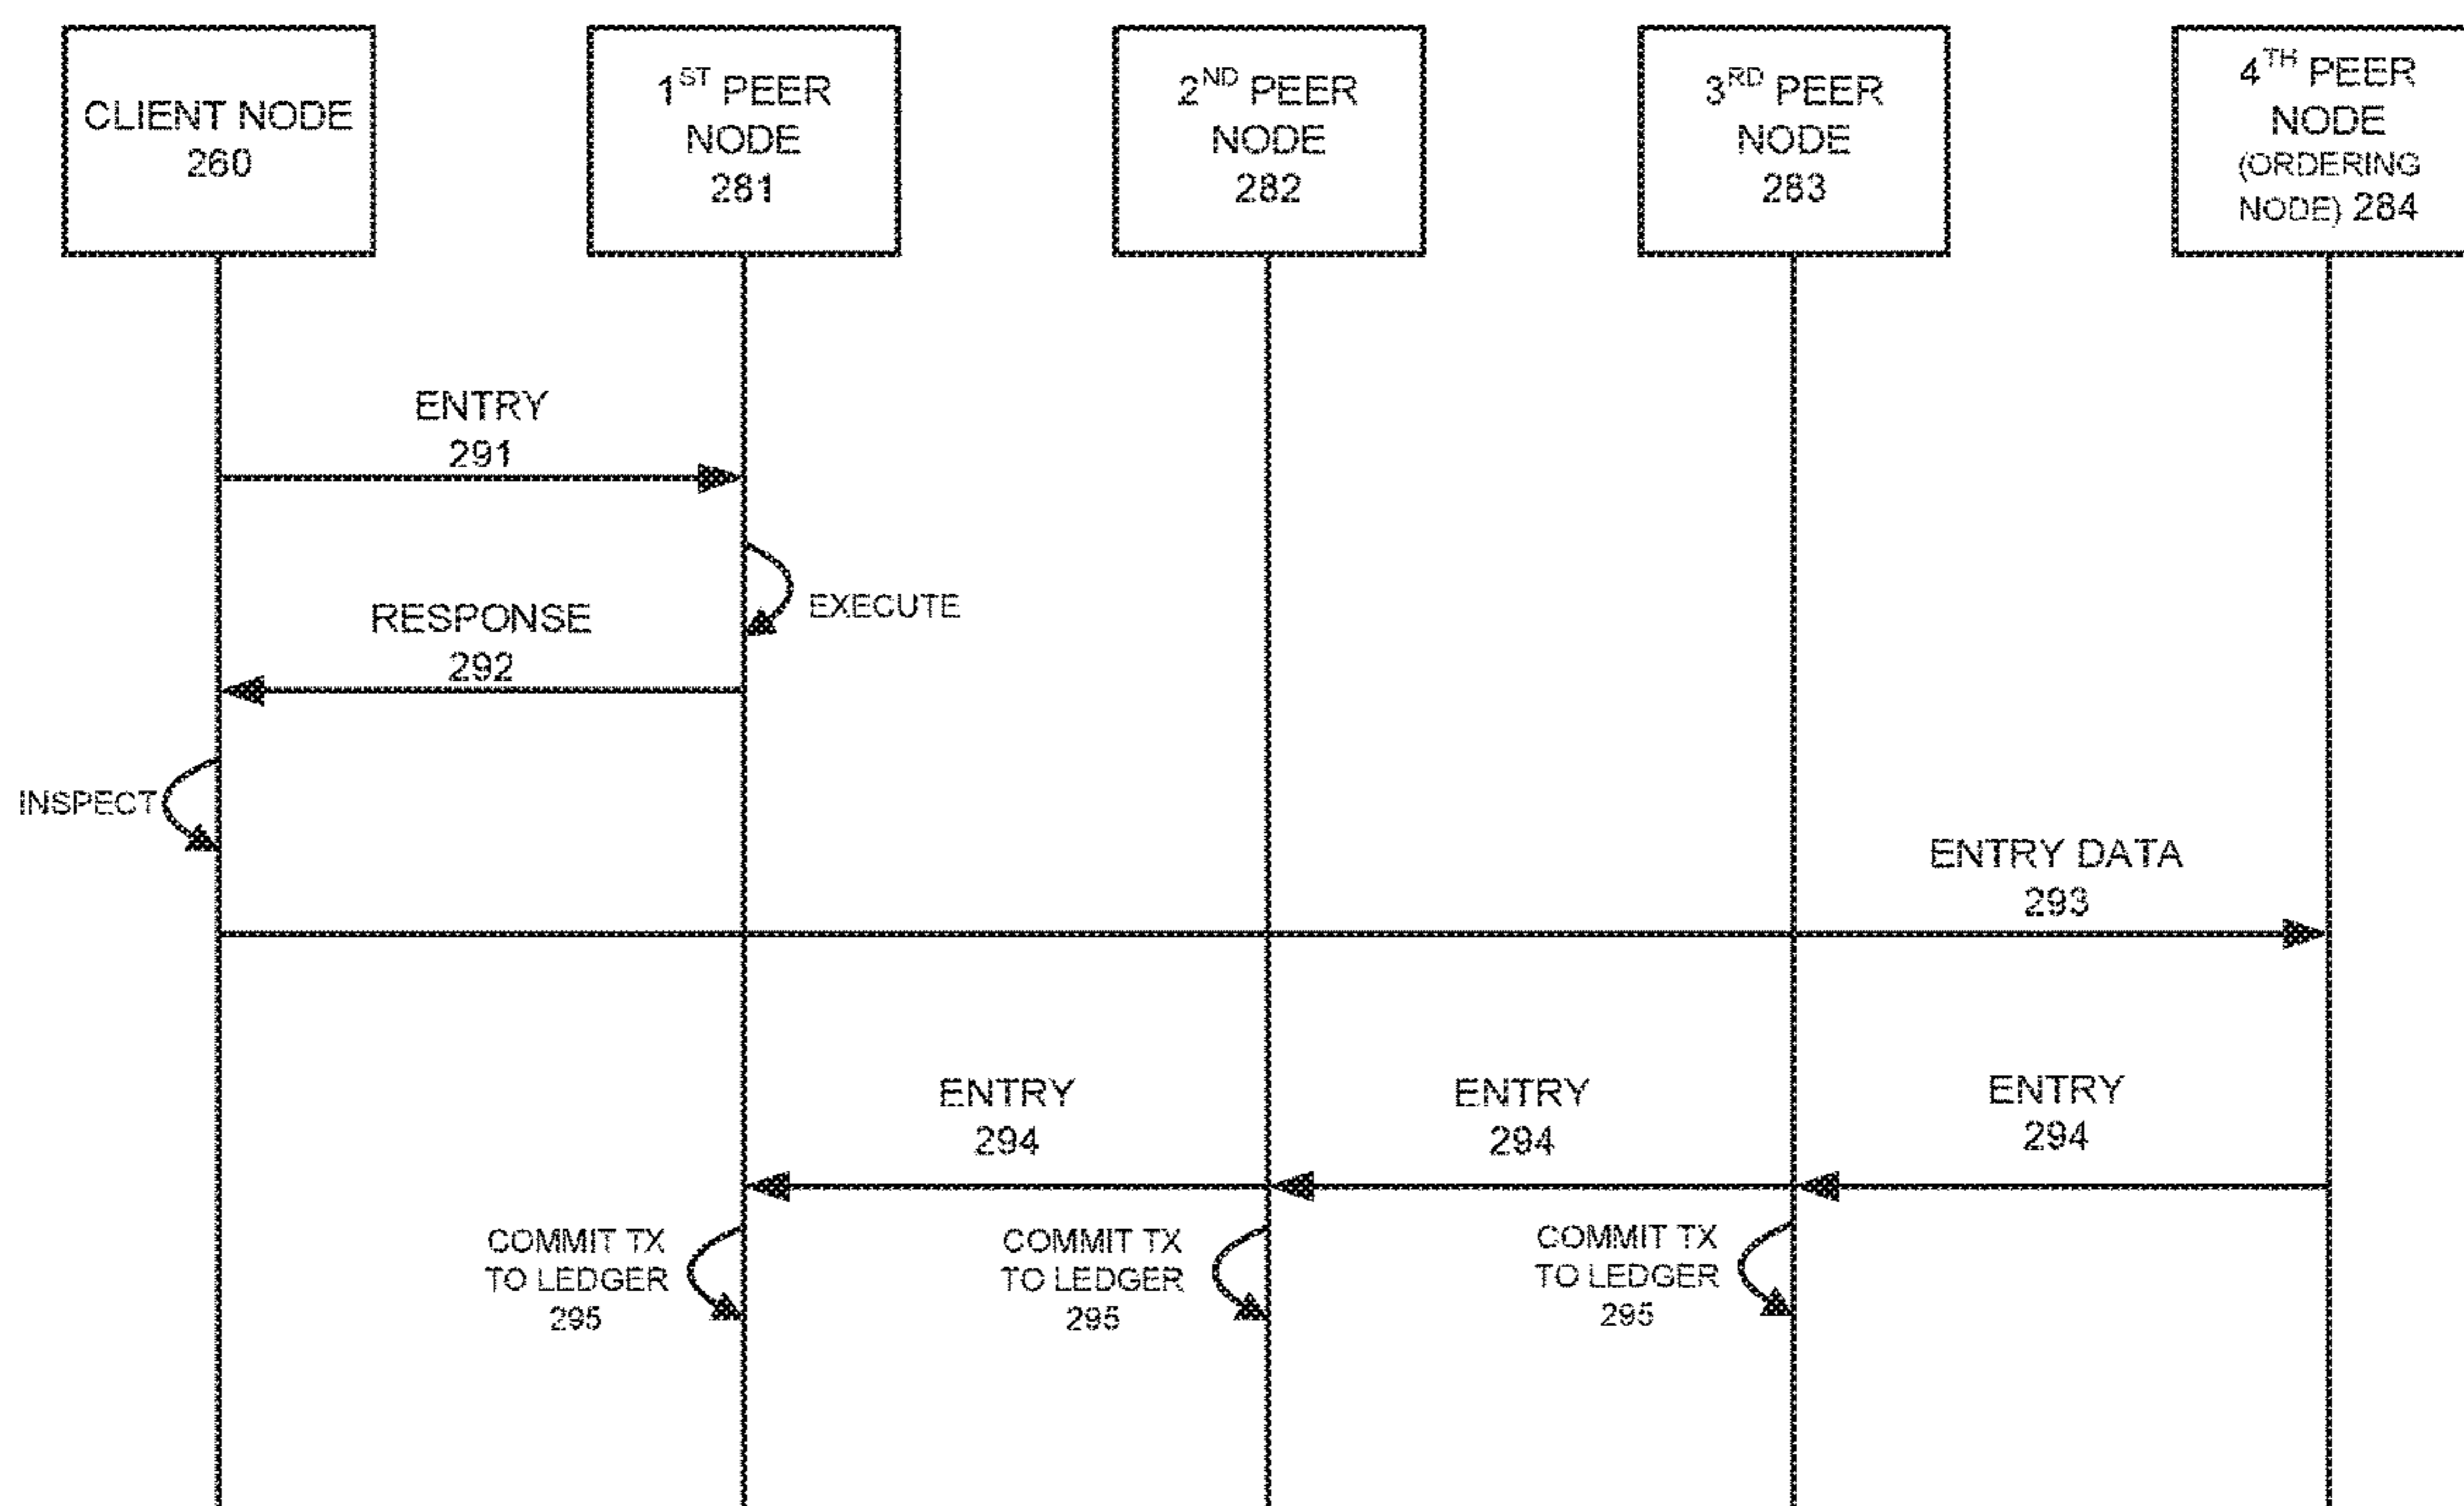 CLIENT NODE
260
1ST PEER
NODE
281
2ND PEER
NODE
282
3RD PEER
NODE
283
4TH PEER
NODE
(ORDERING
NODE) 284
ENTRY
291
EXECUTE
RESPONSE
292
INSPECT
ENTRY DATA
293
ENTRY
294
ENTRY
294
ENTRY
294
COMMIT TX
TO LEDGER
295
COMMIT TX
TO LEDGER
295
COMMIT TX
TO LEDGER
295